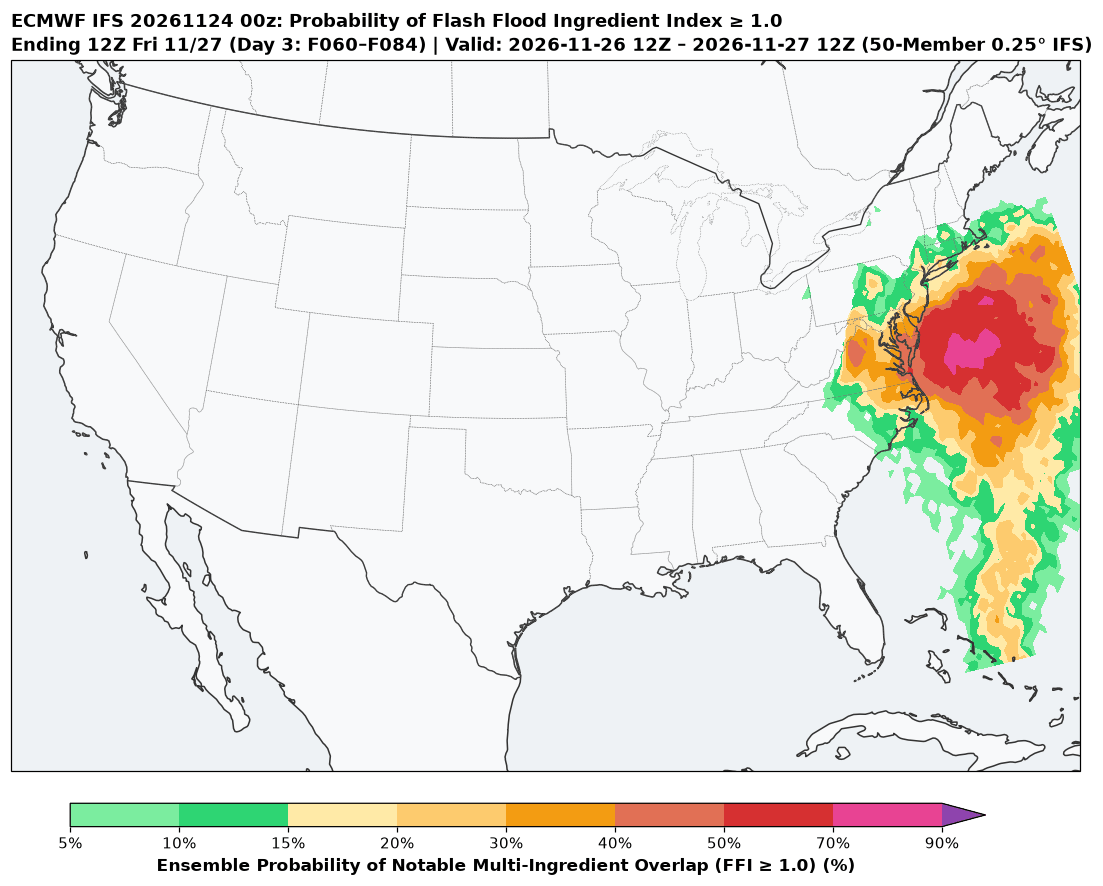 ECMWF IFS 20261124 00z: Probability of Flash Flood Ingredient Index ≥ 1.0
Ending 12Z Fri 11/27 (Day 3: F060–F084) | Valid: 2026-11-26 12Z – 2026-11-27 12Z (50-Member 0.25° IFS)
5% 10% 15% 20% 30% 40% 50% 70% 90%
Ensemble Probability of Notable Multi-Ingredient Overlap (FFI ≥ 1.0) (%)